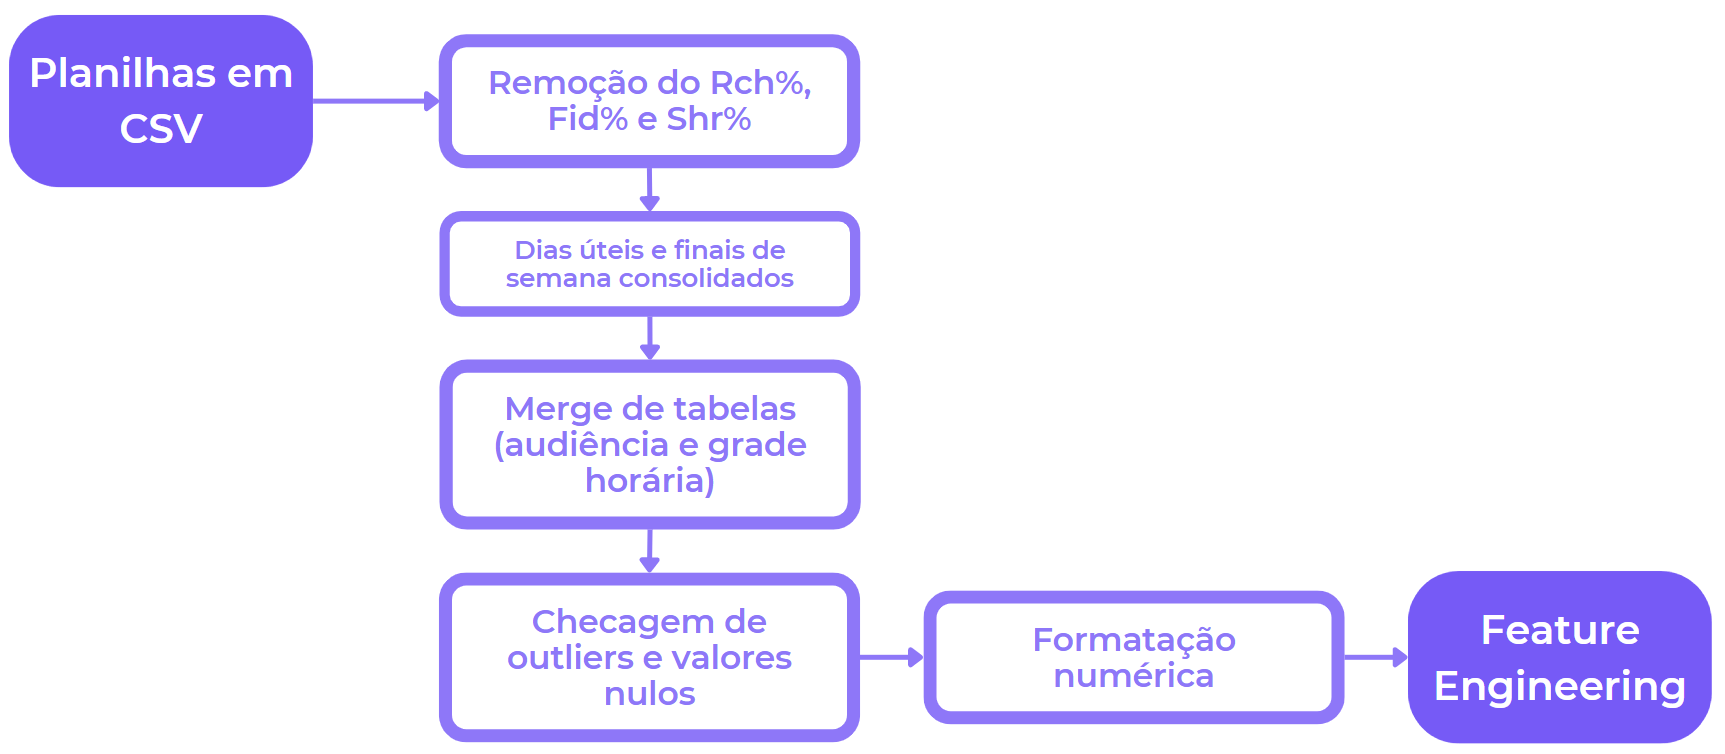 Planilhas em
CSV
Remoção do Rch%,
Fid% e Shr%
Dias úteis e finais de
semana consolidados
Merge de tabelas
(audiência e grade
horária)
Checagem de
outliers e valores
nulos
Formatação
numérica
Feature
Engineering